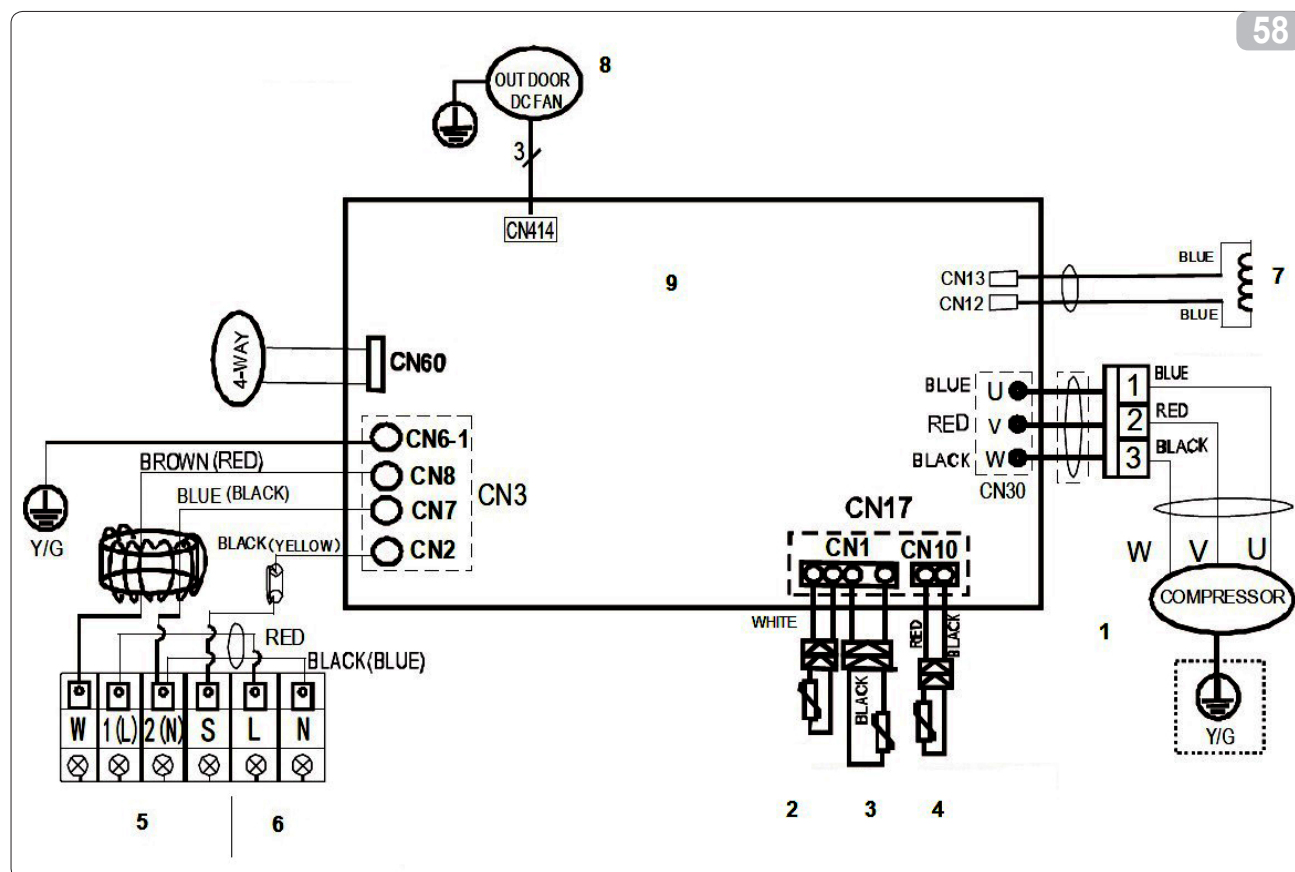 58
OUTDOOR
DC FAN
8
3
CN414
9
CN13
CN12
BLUE
BLUE
7
4-WAY
CN60
CN6-1
CN8
CN7
CN2
CN3
BROWN(RED)
BLUE(BLACK)
BLACK(YELLOW)
Y/G
BLUE U
RED V
BLACK W
CN30
1 BLUE
2 RED
3 BLACK
W V U
COMPRESSOR
1
Y/G
CN17
CN1 CN10
WHITE
BLACK
RED
BLACK
2 3 4
RED
BLACK(BLUE)
W 1(L) 2(N) S L N
5 6